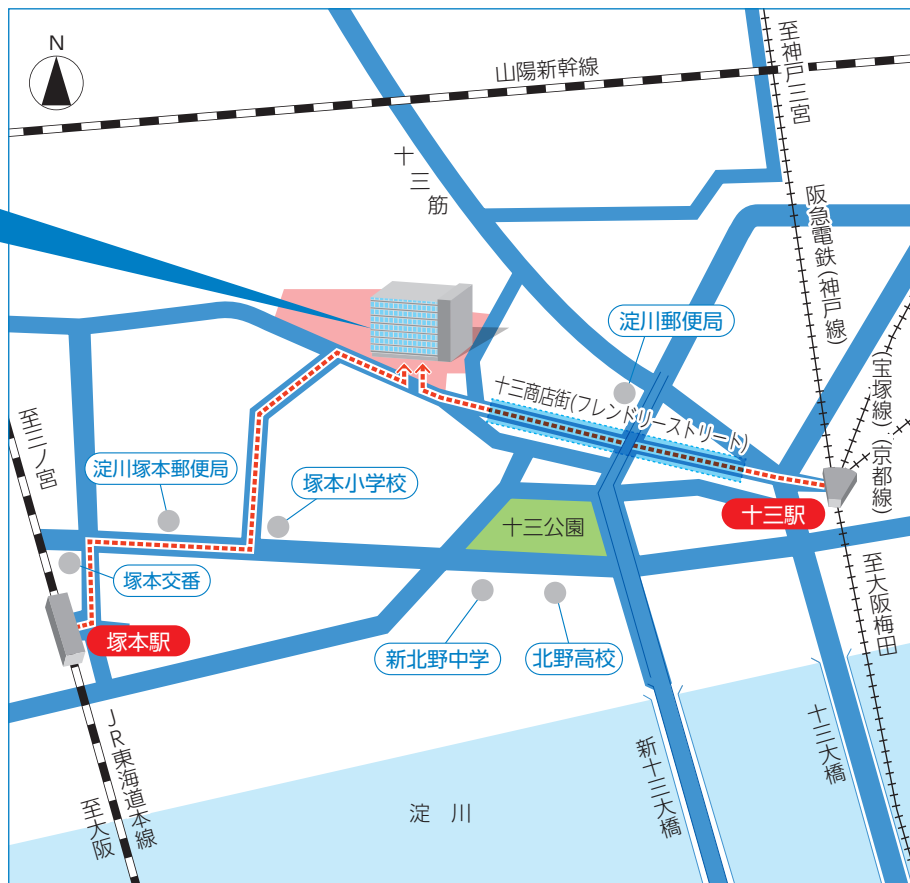 N
山陽新幹線
至神戸三宮
十三筋
阪急電鉄(神戸線)
淀川郵便局
十三商店街(フレンドリーストリート)
(宝塚線)(京都線)
至三ノ宮
淀川塚本郵便局
塚本小学校
十三公園
十三駅
塚本交番
塚本駅
新北野中学
北野高校
至大阪梅田
JR東海道本線
至大阪
淀川
新十三大橋
十三大橋